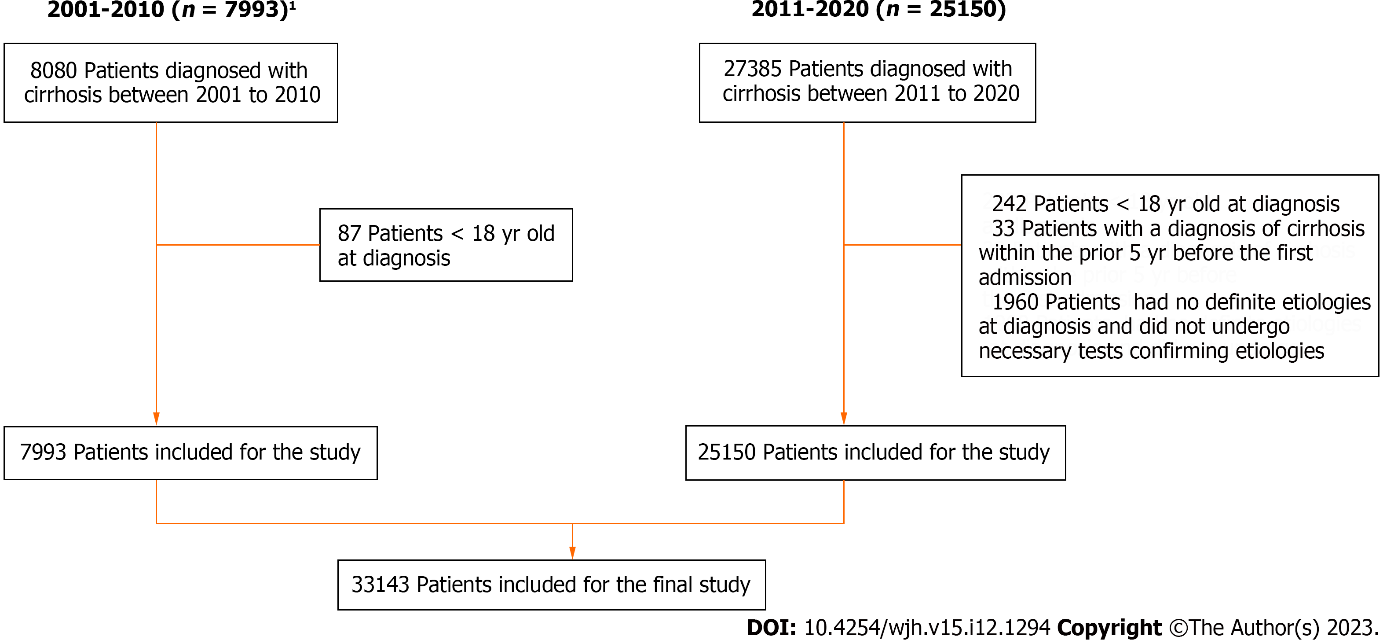 2001-2010 (n = 7993)¹
2011-2020 (n = 25150)
8080 Patients diagnosed with
cirrhosis between 2001 to 2010
27385 Patients diagnosed with
cirrhosis between 2011 to 2020
87 Patients < 18 yr old
at diagnosis
242 Patients < 18 yr old at diagnosis
33 Patients with a diagnosis of cirrhosis
within the prior 5 yr before the first
admission
1960 Patients had no definite etiologies
at diagnosis and did not undergo
necessary tests confirming etiologies
7993 Patients included for the study
25150 Patients included for the study
33143 Patients included for the final study
DOI: 10.4254/wjh.v15.i12.1294 Copyright ©The Author(s) 2023.